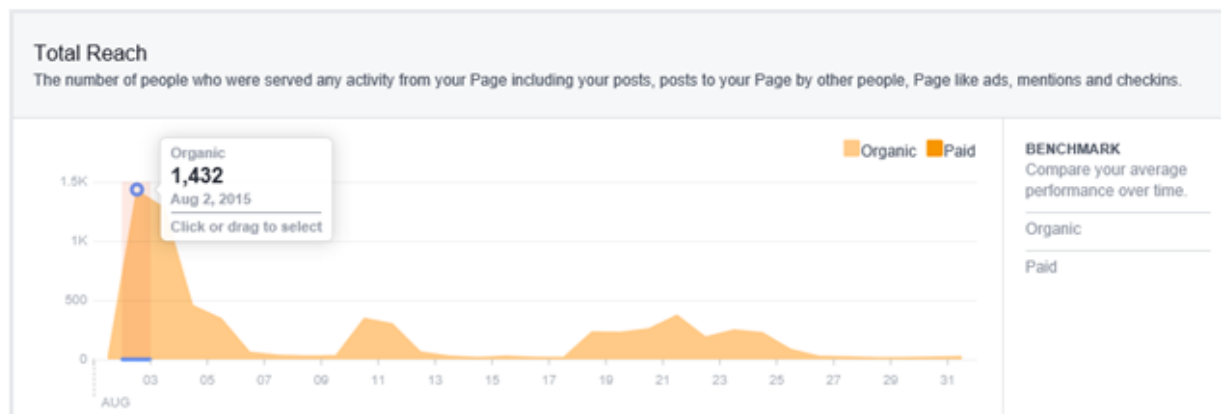 Total Reach
The number of people who were served any activity from your Page including your posts, posts to your Page by other people, Page like ads, mentions and checkins.
Organic
1,432
Aug 2, 2015
Click or drag to select
Organic Paid
BENCHMARK
Compare your average
performance over time.
Organic
Paid
1.5K
1K
500
0
03 05 07 09 11 13 15 17 19 21 23 25 27 29 31
AUG